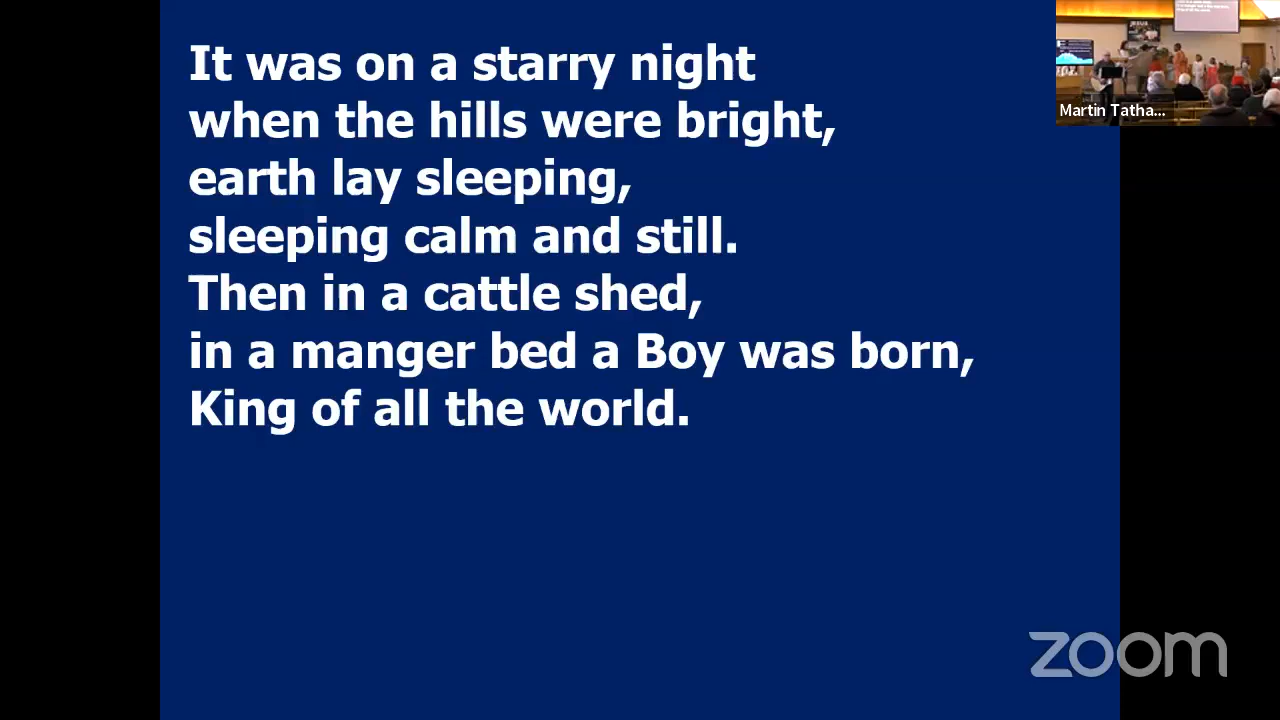 It was on a starry night
when the hills were bright,
earth lay sleeping,
sleeping calm and still.
Then in a cattle shed,
in a manger bed a Boy was born,
King of all the world.
Martin Tatha...
zoom